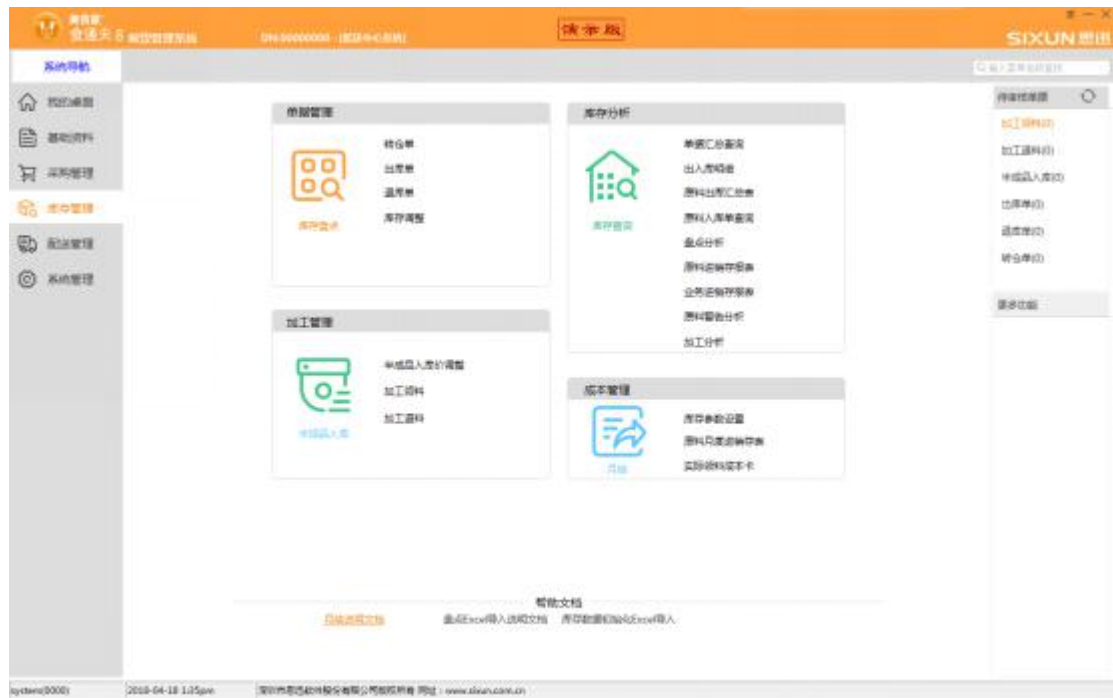 食通天 8
演示版
SIXUN 思迅
系统导航
我的桌面
基础资料
采购管理
库存管理
配送管理
系统管理
单据管理
转仓单
出库单
退库单
库存调整
库存盘点
加工管理
半成品入库价调整
加工领料
加工退料
半成品入库
库存分析
单据汇总查询
出入库明细
原料出库汇总表
原料入库单查询
盘点分析
原料进销存报表
业务进销存报表
原料警告分析
加工分析
库存查询
成本管理
库存参数设置
原料月度进销存表
实际领料成本卡
月结
待审核单据
加工领料(0)
加工退料(0)
半成品入库(0)
出库单(0)
退库单(0)
转仓单(0)
更多功能
帮助文档
月结说明文档 盘点Excel导入说明文档 库存数据初始化Excel导入
system(0000) 2018-04-18 1:35pm 深圳市思迅软件股份有限公司版权所有 网址：www.sixun.com.cn